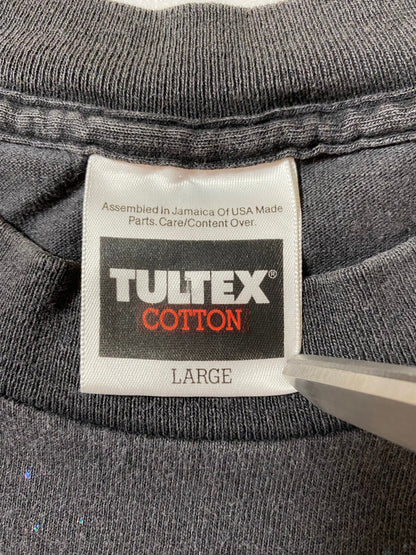 Assembled In Jamaica Of USA Made
Parts. Care/Content Over.
TULTEX®
COTTON
LARGE